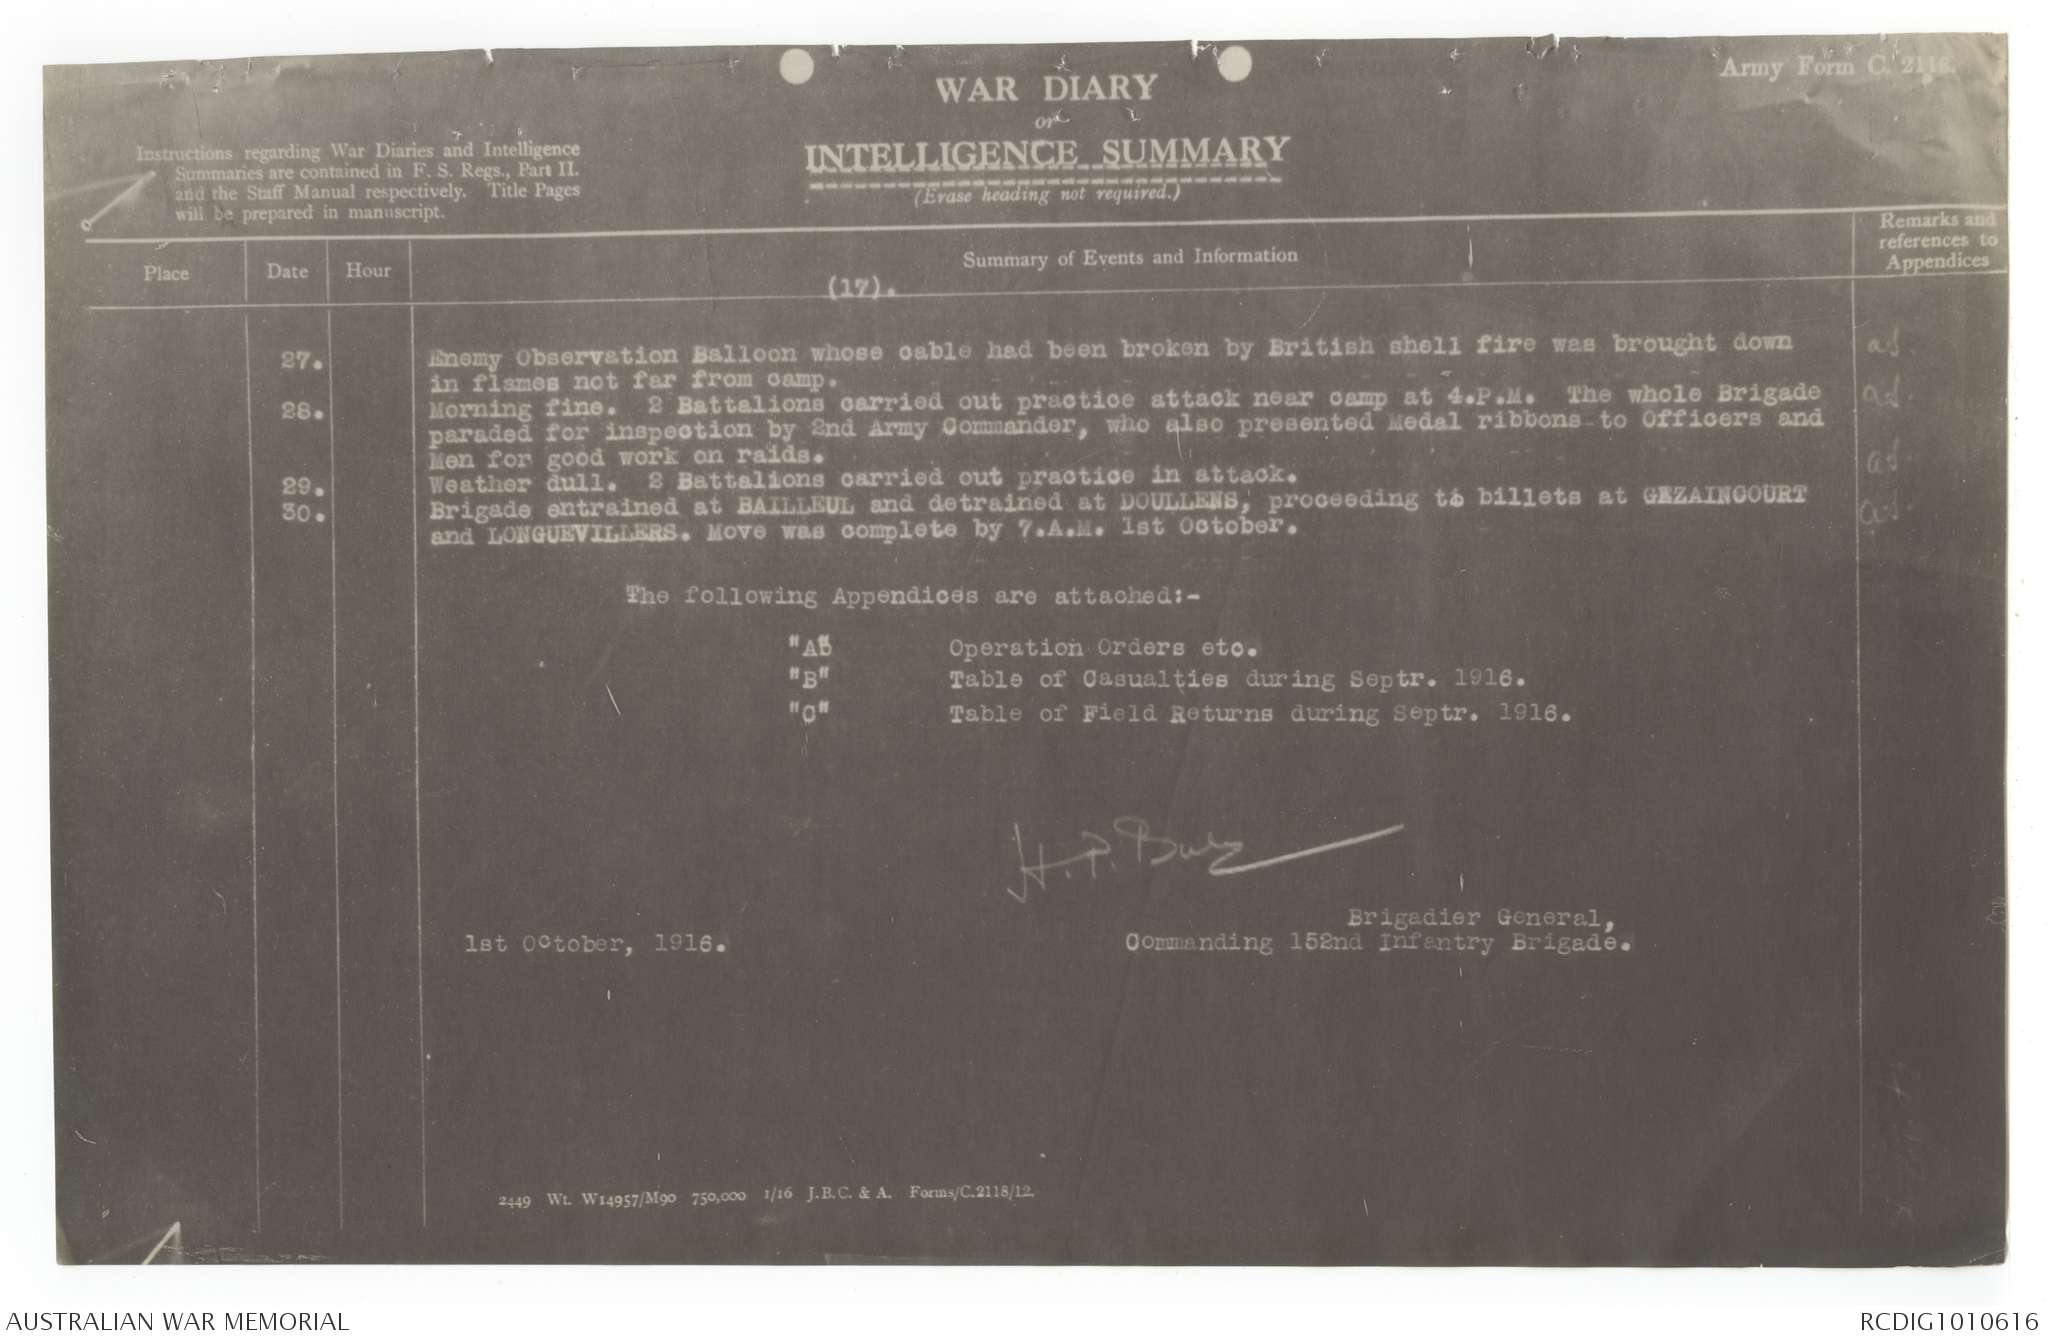 Army Form C. 2118.
WAR DIARY
or
INTELLIGENCE SUMMARY
(Erase heading not required.)
Instructions regarding War Diaries and Intelligence
Summaries are contained in F. S. Regs., Part II.
and the Staff Manual respectively. Title Pages
will be prepared in manuscript.
Place
Date
Hour
Summary of Events and Information
Remarks and
references to
Appendices
(17).
27. Enemy Observation Balloon whose cable had been broken by British shell fire was brought down
in flames not far from camp.
28. Morning fine. 2 Battalions carried out practice attack near camp at 4.P.M. The whole Brigade
paraded for inspection by 2nd Army Commander, who also presented Medal ribbons to Officers and
Men for good work on raids.
29. Weather dull. 2 Battalions carried out practice in attack.
30. Brigade entrained at BAILLEUL and detrained at DOULLENS, proceeding to billets at GEZAINCOURT
and LONGUEVILLERS. Move was complete by 7.A.M. 1st October.
The following Appendices are attached:-
"A" Operation Orders etc.
"B" Table of Casualties during Septr. 1916.
"C" Table of Field Returns during Septr. 1916.
H. P. Burn
Brigadier General,
1st October, 1916. Commanding 152nd Infantry Brigade.
2449 Wt. W14957/M90 750,000 1/16 J.B.C. & A. Forms/C.2118/12.
AUSTRALIAN WAR MEMORIAL
RCDIG1010616